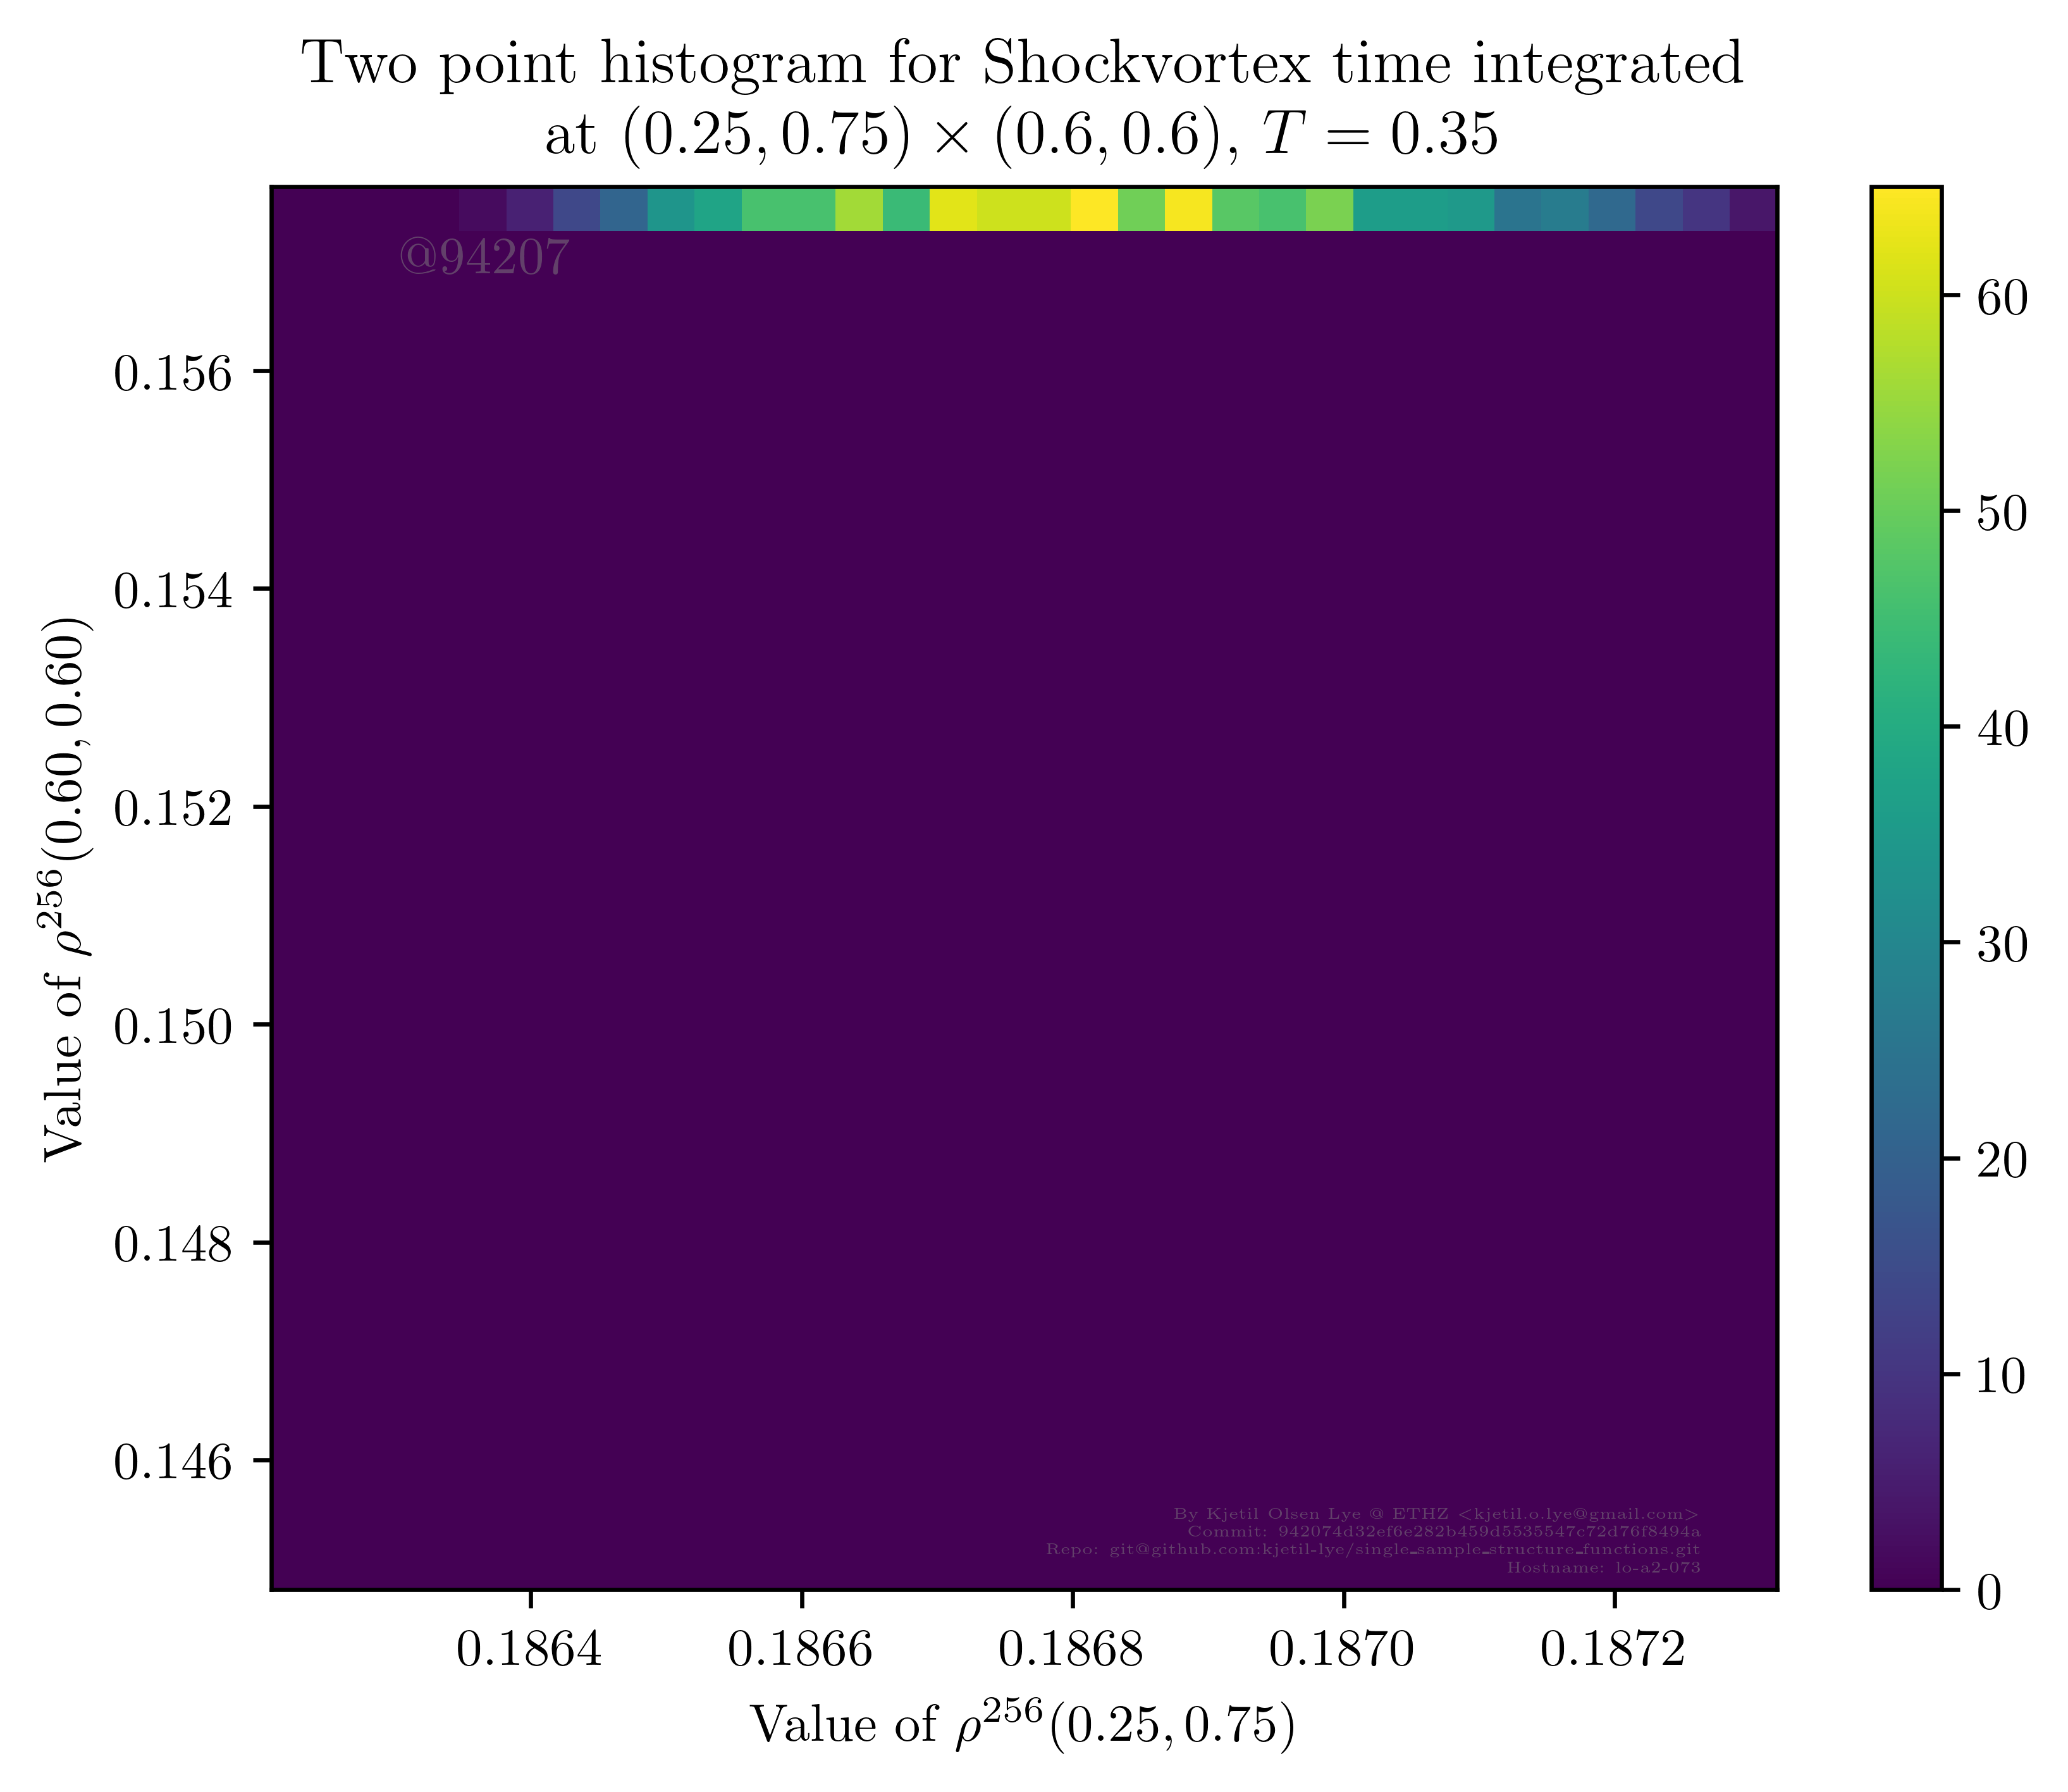 Two point histogram for Shockvortex time integrated
at (0.25, 0.75) × (0.6, 0.6), T = 0.35
@94207
0.156
0.154
0.152
0.150
0.148
0.146
Value of ρ²⁵⁶(0.60, 0.60)
60
50
40
30
20
10
0
By Kjetil Olsen Lye @ ETHZ <kjetil.o.lye@gmail.com>
Commit: 942074d32ef6e282b459d5535547c72d76f8494a
Repo: git@github.com:kjetil-lye/single_sample_structure_functions.git
Hostname: lo-a2-073
0.1864 0.1866 0.1868 0.1870 0.1872
Value of ρ²⁵⁶(0.25, 0.75)